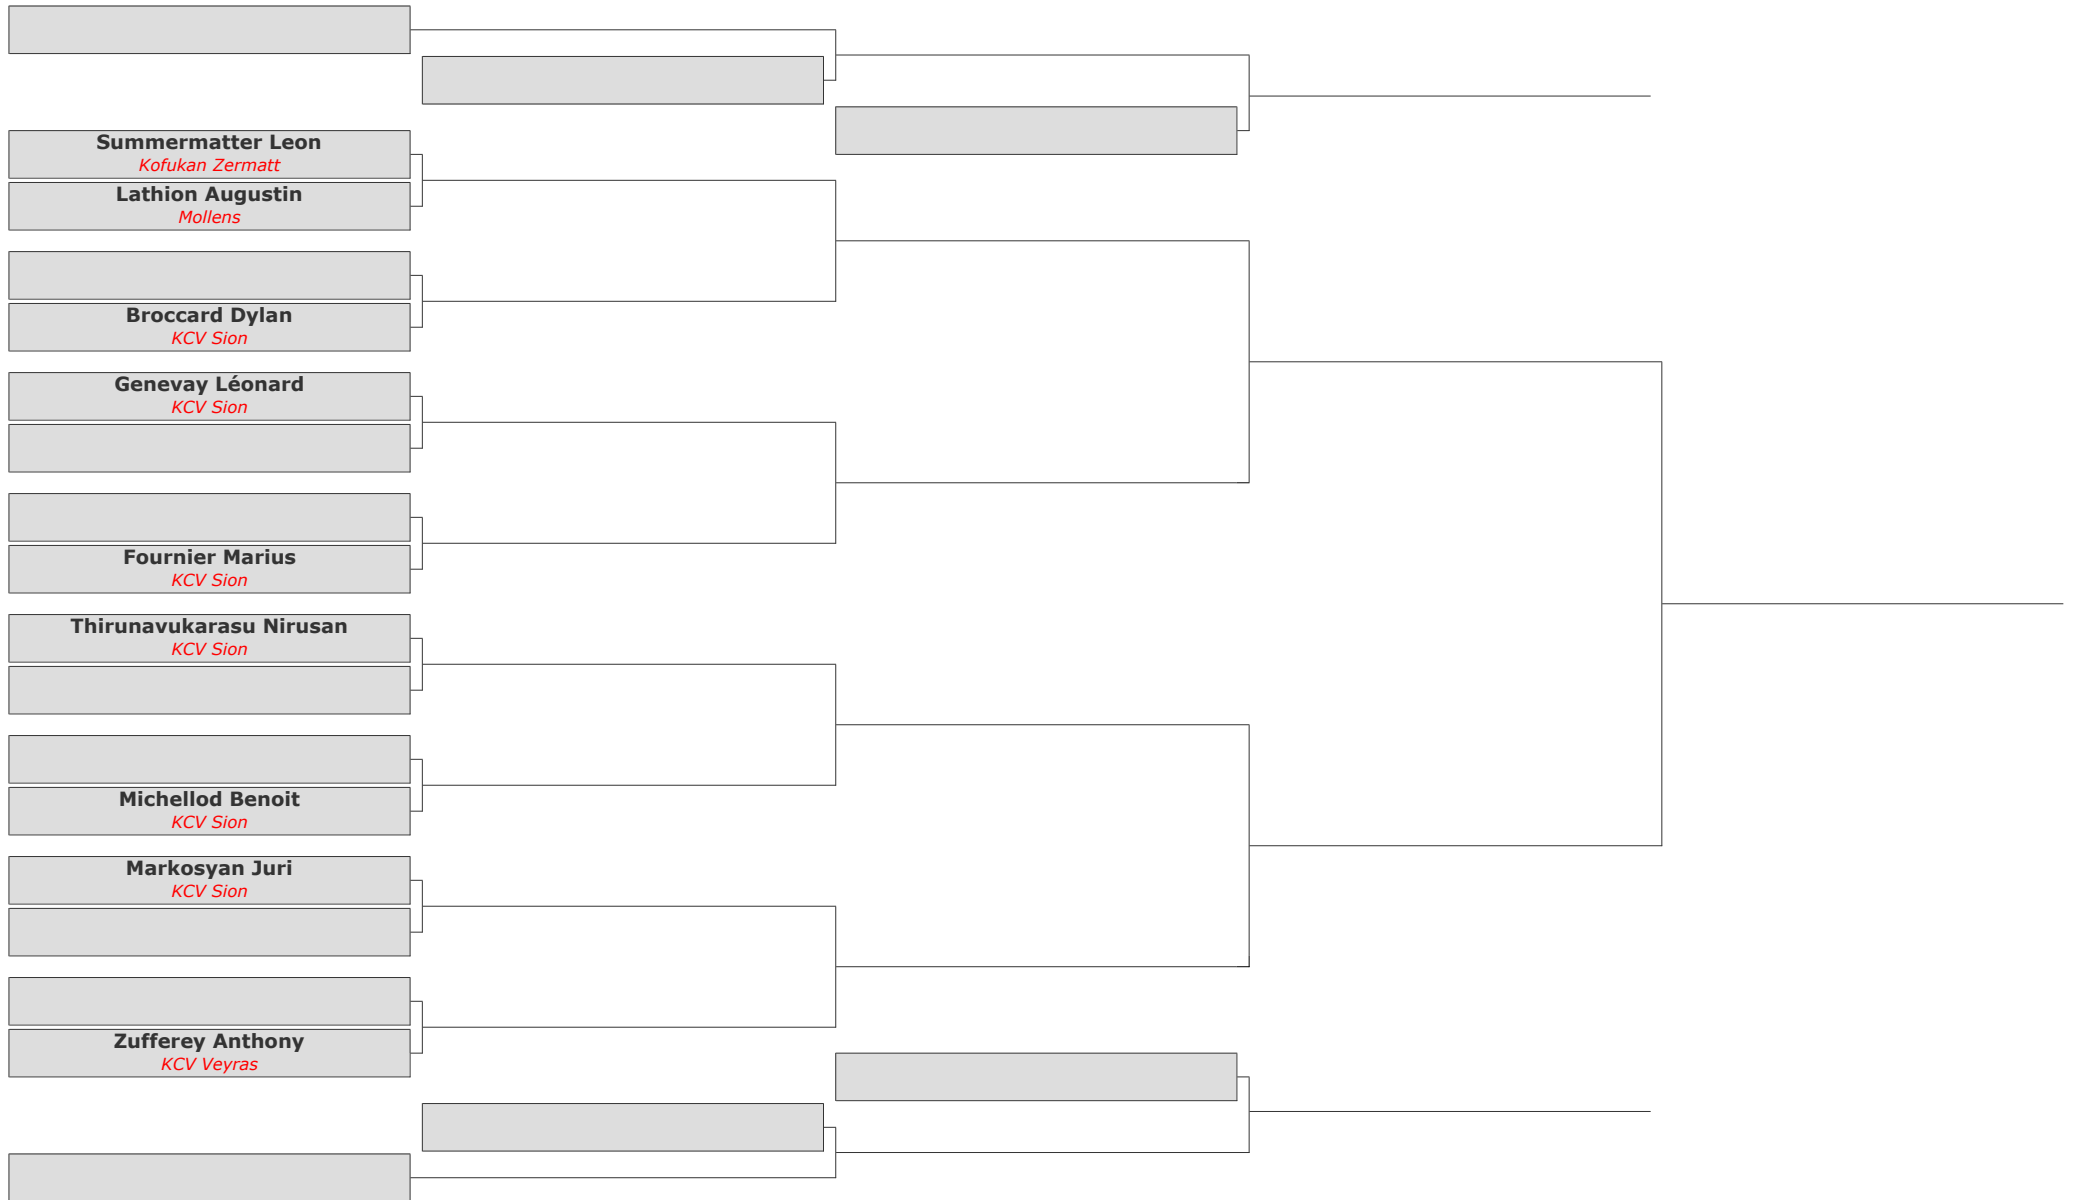 Summermatter Leon
Kofukan Zermatt
Lathion Augustin
Mollens
Broccard Dylan
KCV Sion
Genevay Léonard
KCV Sion
Fournier Marius
KCV Sion
Thirunavukarasu Nirusan
KCV Sion
Michellod Benoit
KCV Sion
Markosyan Juri
KCV Sion
Zufferey Anthony
KCV Veyras